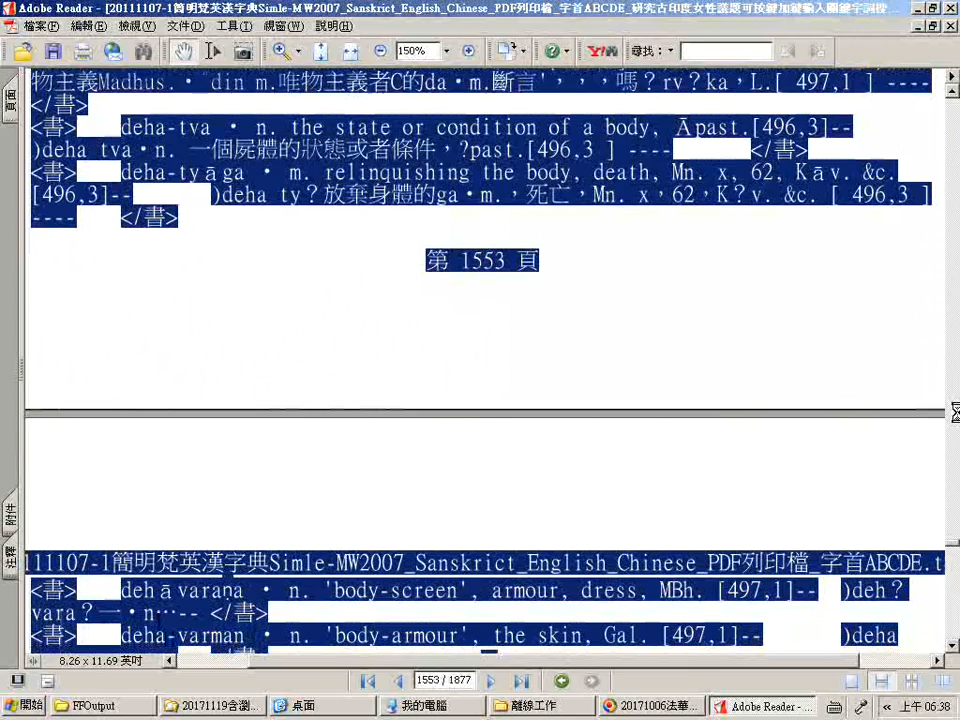 Adobe Reader - [20111107-1簡明梵英漢字典Simle-MW2007_Sanskrict_English_Chinese_PDF列印檔_字首ABCDE_研究古印度女性議題可按鍵加鍵輸入關鍵字詞搜
檔案(F) 編輯(E) 檢視(V) 文件(D) 工具(T) 視窗(W) 說明(H)
150% 尋找:
物主義Madhus.· din m.唯物主義者C的da·m.斷言',,,嗎?rv?ka,L.[ 497,1 ] ----
</書>
<書> deha-tva · n. the state or condition of a body, Āpast.[496,3]--
)deha tva·n. 一個屍體的狀態或者條件,?past.[496,3 ] ---- </書>
<書> deha-tyāga · m. relinquishing the body, death, Mn. x, 62, Kāv. &c.
[496,3]-- )deha ty?放棄身體的ga·m.,死亡,Mn. x,62,K?v. &c. [ 496,3 ]
---- </書>
第 1553 頁
111107-1簡明梵英漢字典Simle-MW2007_Sanskrict_English_Chinese_PDF列印檔_字首ABCDE.t
<書> dehāvaraṇa · n. 'body-screen', armour, dress, MBh. [497,1]-- )deh?
vara?一·n…-- </書>
<書> deha-varman · n. 'body-armour', the skin, Gal. [497,1]-- )deha
頁面
附件
注釋
8.26 x 11.69 英吋
1553 / 1877
開始 FFOutput 20171119含瀏... 桌面 我的電腦 離線工作 20171006法華... Adobe Reader - ... 上午 06:38